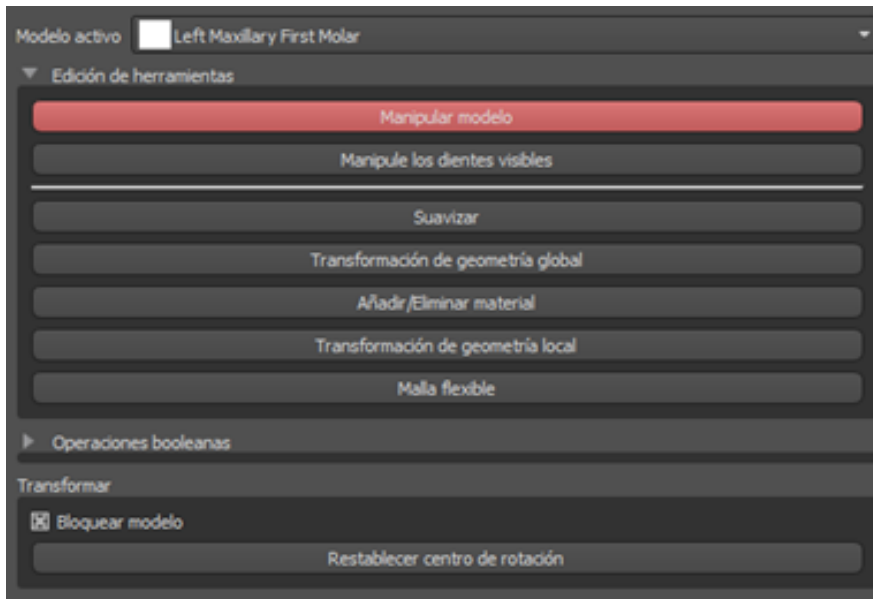 Modelo activo Left Maxillary First Molar
Edición de herramientas
Manipular modelo
Manipule los dientes visibles
Suavizar
Transformación de geometría global
Añadir/Eliminar material
Transformación de geometría local
Malla flexible
Operaciones booleanas
Transformar
Bloquear modelo
Restablecer centro de rotación